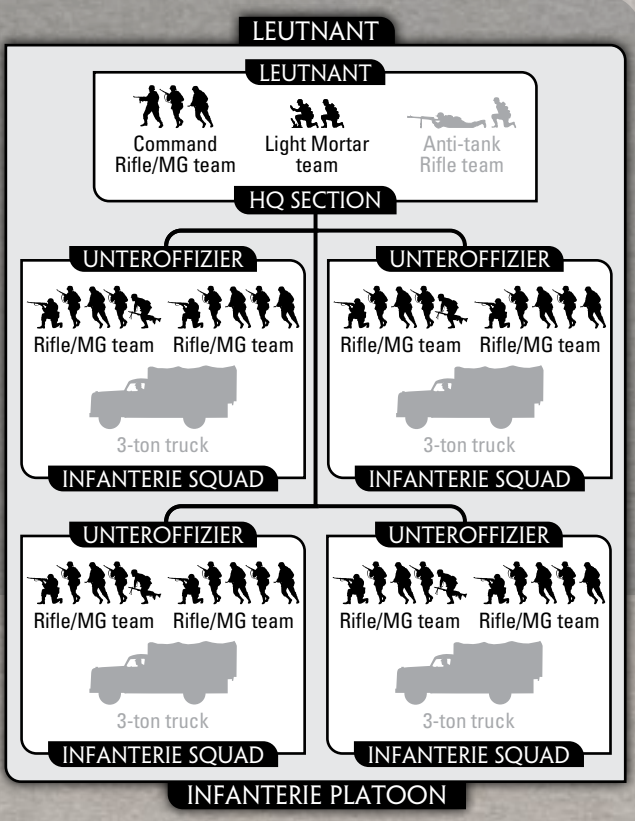 LEUTNANT
LEUTNANT
Command
Rifle/MG team
Light Mortar
team
Anti-tank
Rifle team
HQ SECTION
UNTEROFFIZIER
Rifle/MG team Rifle/MG team
3-ton truck
INFANTERIE SQUAD
UNTEROFFIZIER
Rifle/MG team Rifle/MG team
3-ton truck
INFANTERIE SQUAD
UNTEROFFIZIER
Rifle/MG team Rifle/MG team
3-ton truck
INFANTERIE SQUAD
UNTEROFFIZIER
Rifle/MG team Rifle/MG team
3-ton truck
INFANTERIE SQUAD
INFANTERIE PLATOON